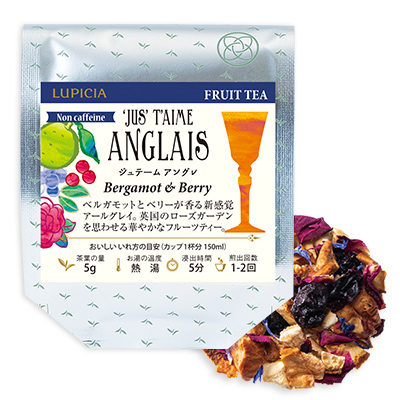 LUPICIA
FRUIT TEA
Non caffeine
'JUS' T'AIME
ANGLAIS
ジュテーム アングレ
Bergamot & Berry
ベルガモットとベリーが香る新感覚
アールグレイ。英国のローズガーデン
を思わせる華やかなフルーツティー。
おいしいいれ方の目安(カップ1杯分 150ml)
茶葉の量 お湯の温度 浸出時間 煎出回数
5g 熱湯 5分 1-2回